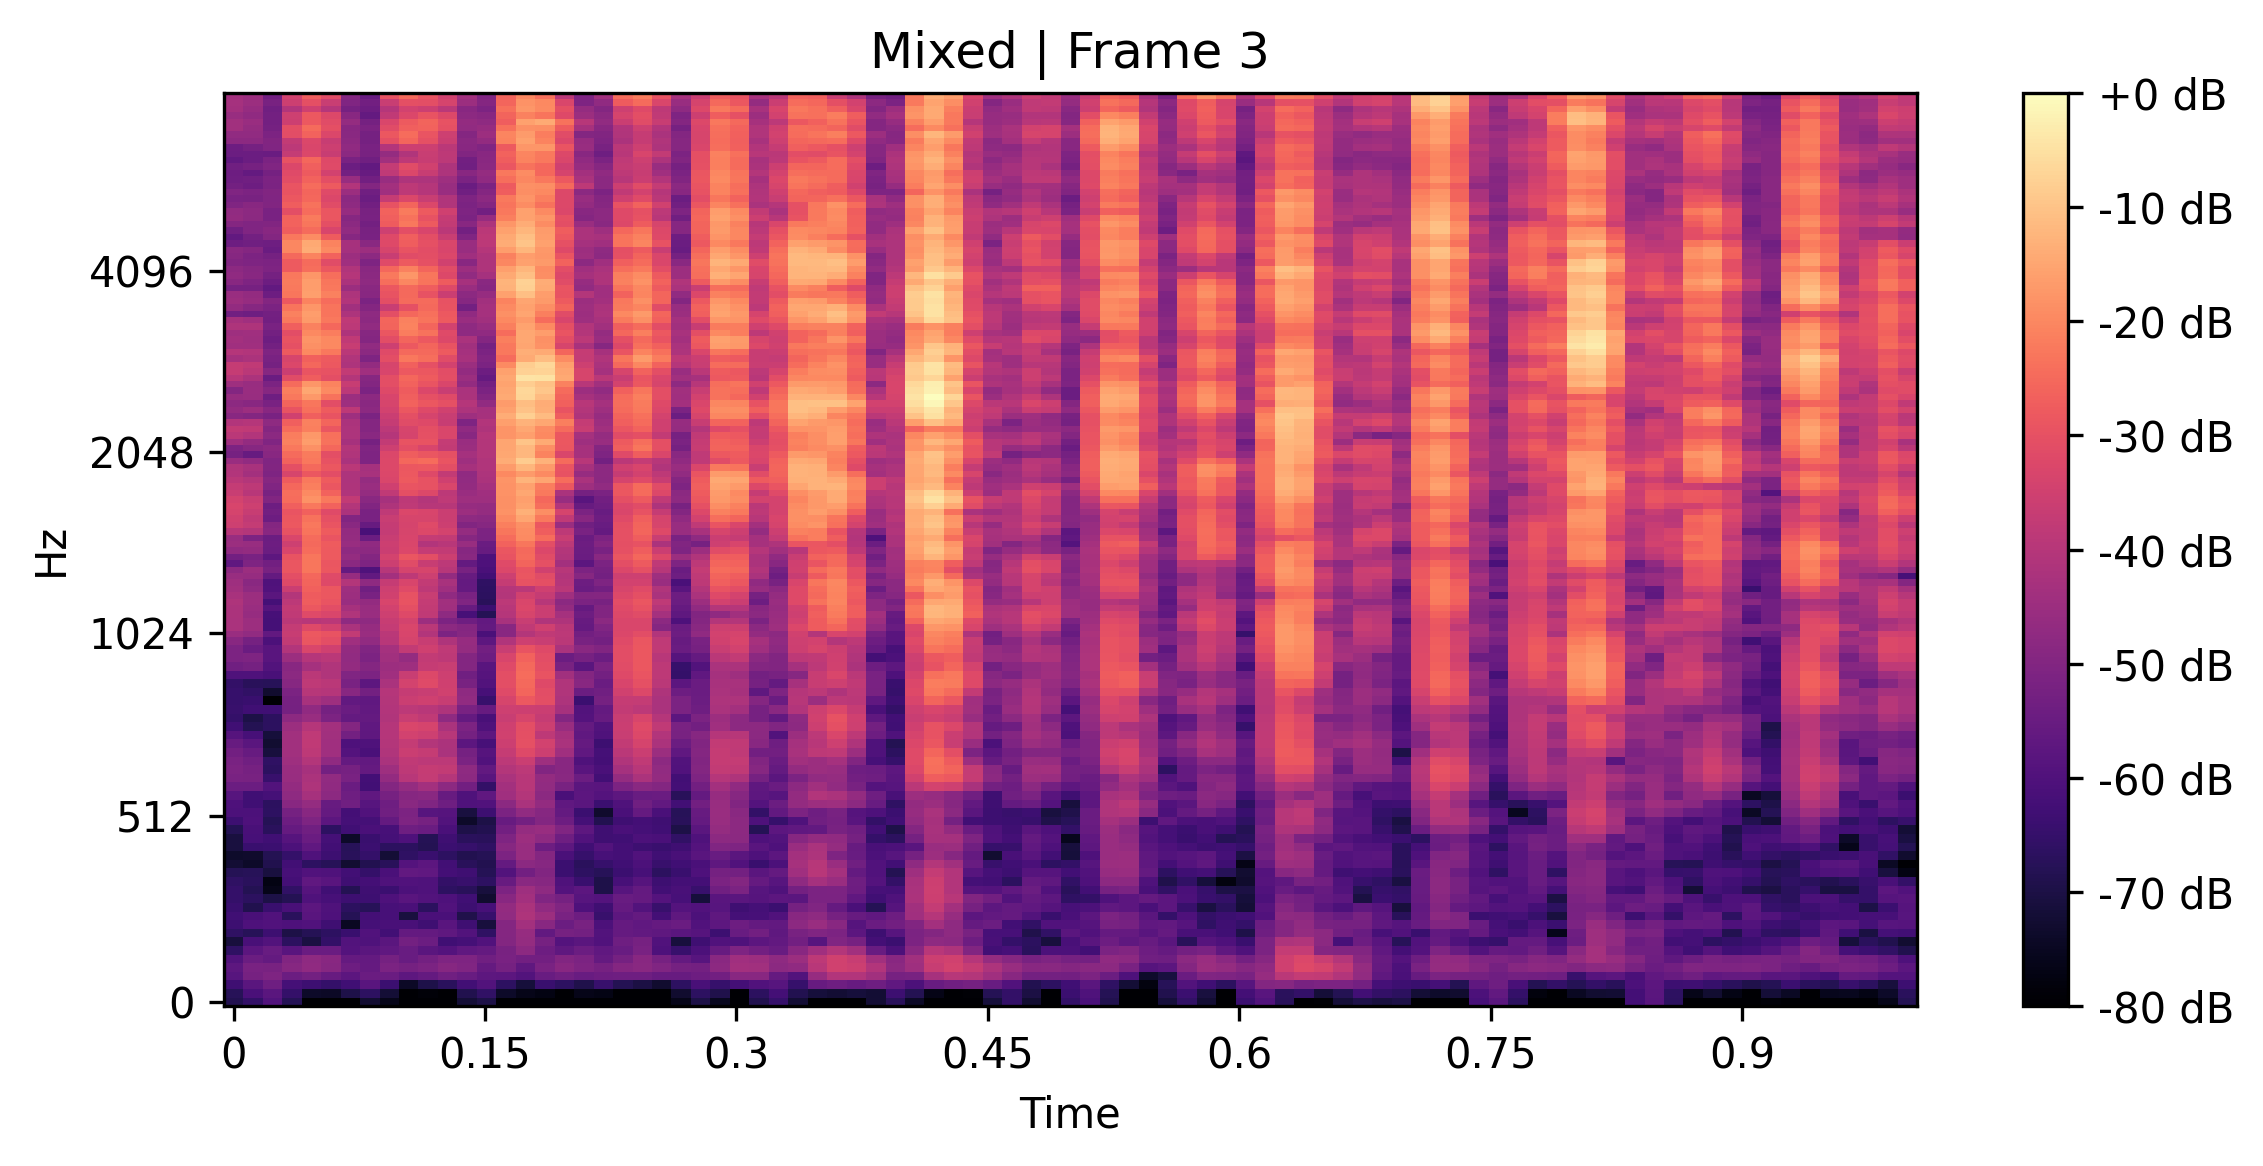 Mixed | Frame 3
Hz
4096
2048
1024
512
0
0 0.15 0.3 0.45 0.6 0.75 0.9
Time
+0 dB
-10 dB
-20 dB
-30 dB
-40 dB
-50 dB
-60 dB
-70 dB
-80 dB